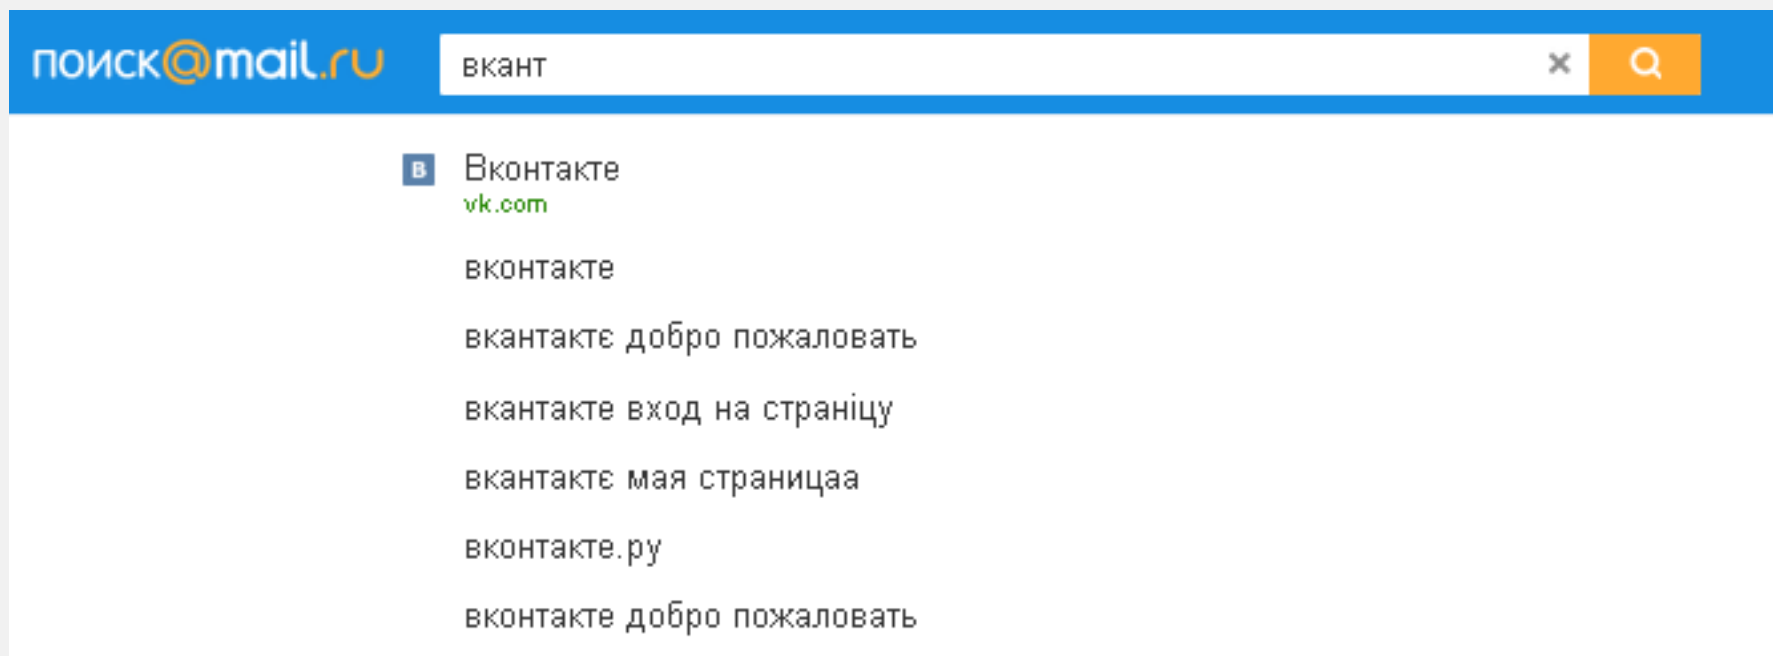 поиск@mail.ru
вкант
Вконтакте
vk.com
вконтакте
вкантактє добро пожаловать
вкантакте вход на страніцу
вкантактє мая страницаа
вконтакте.ру
вконтакте добро пожаловать